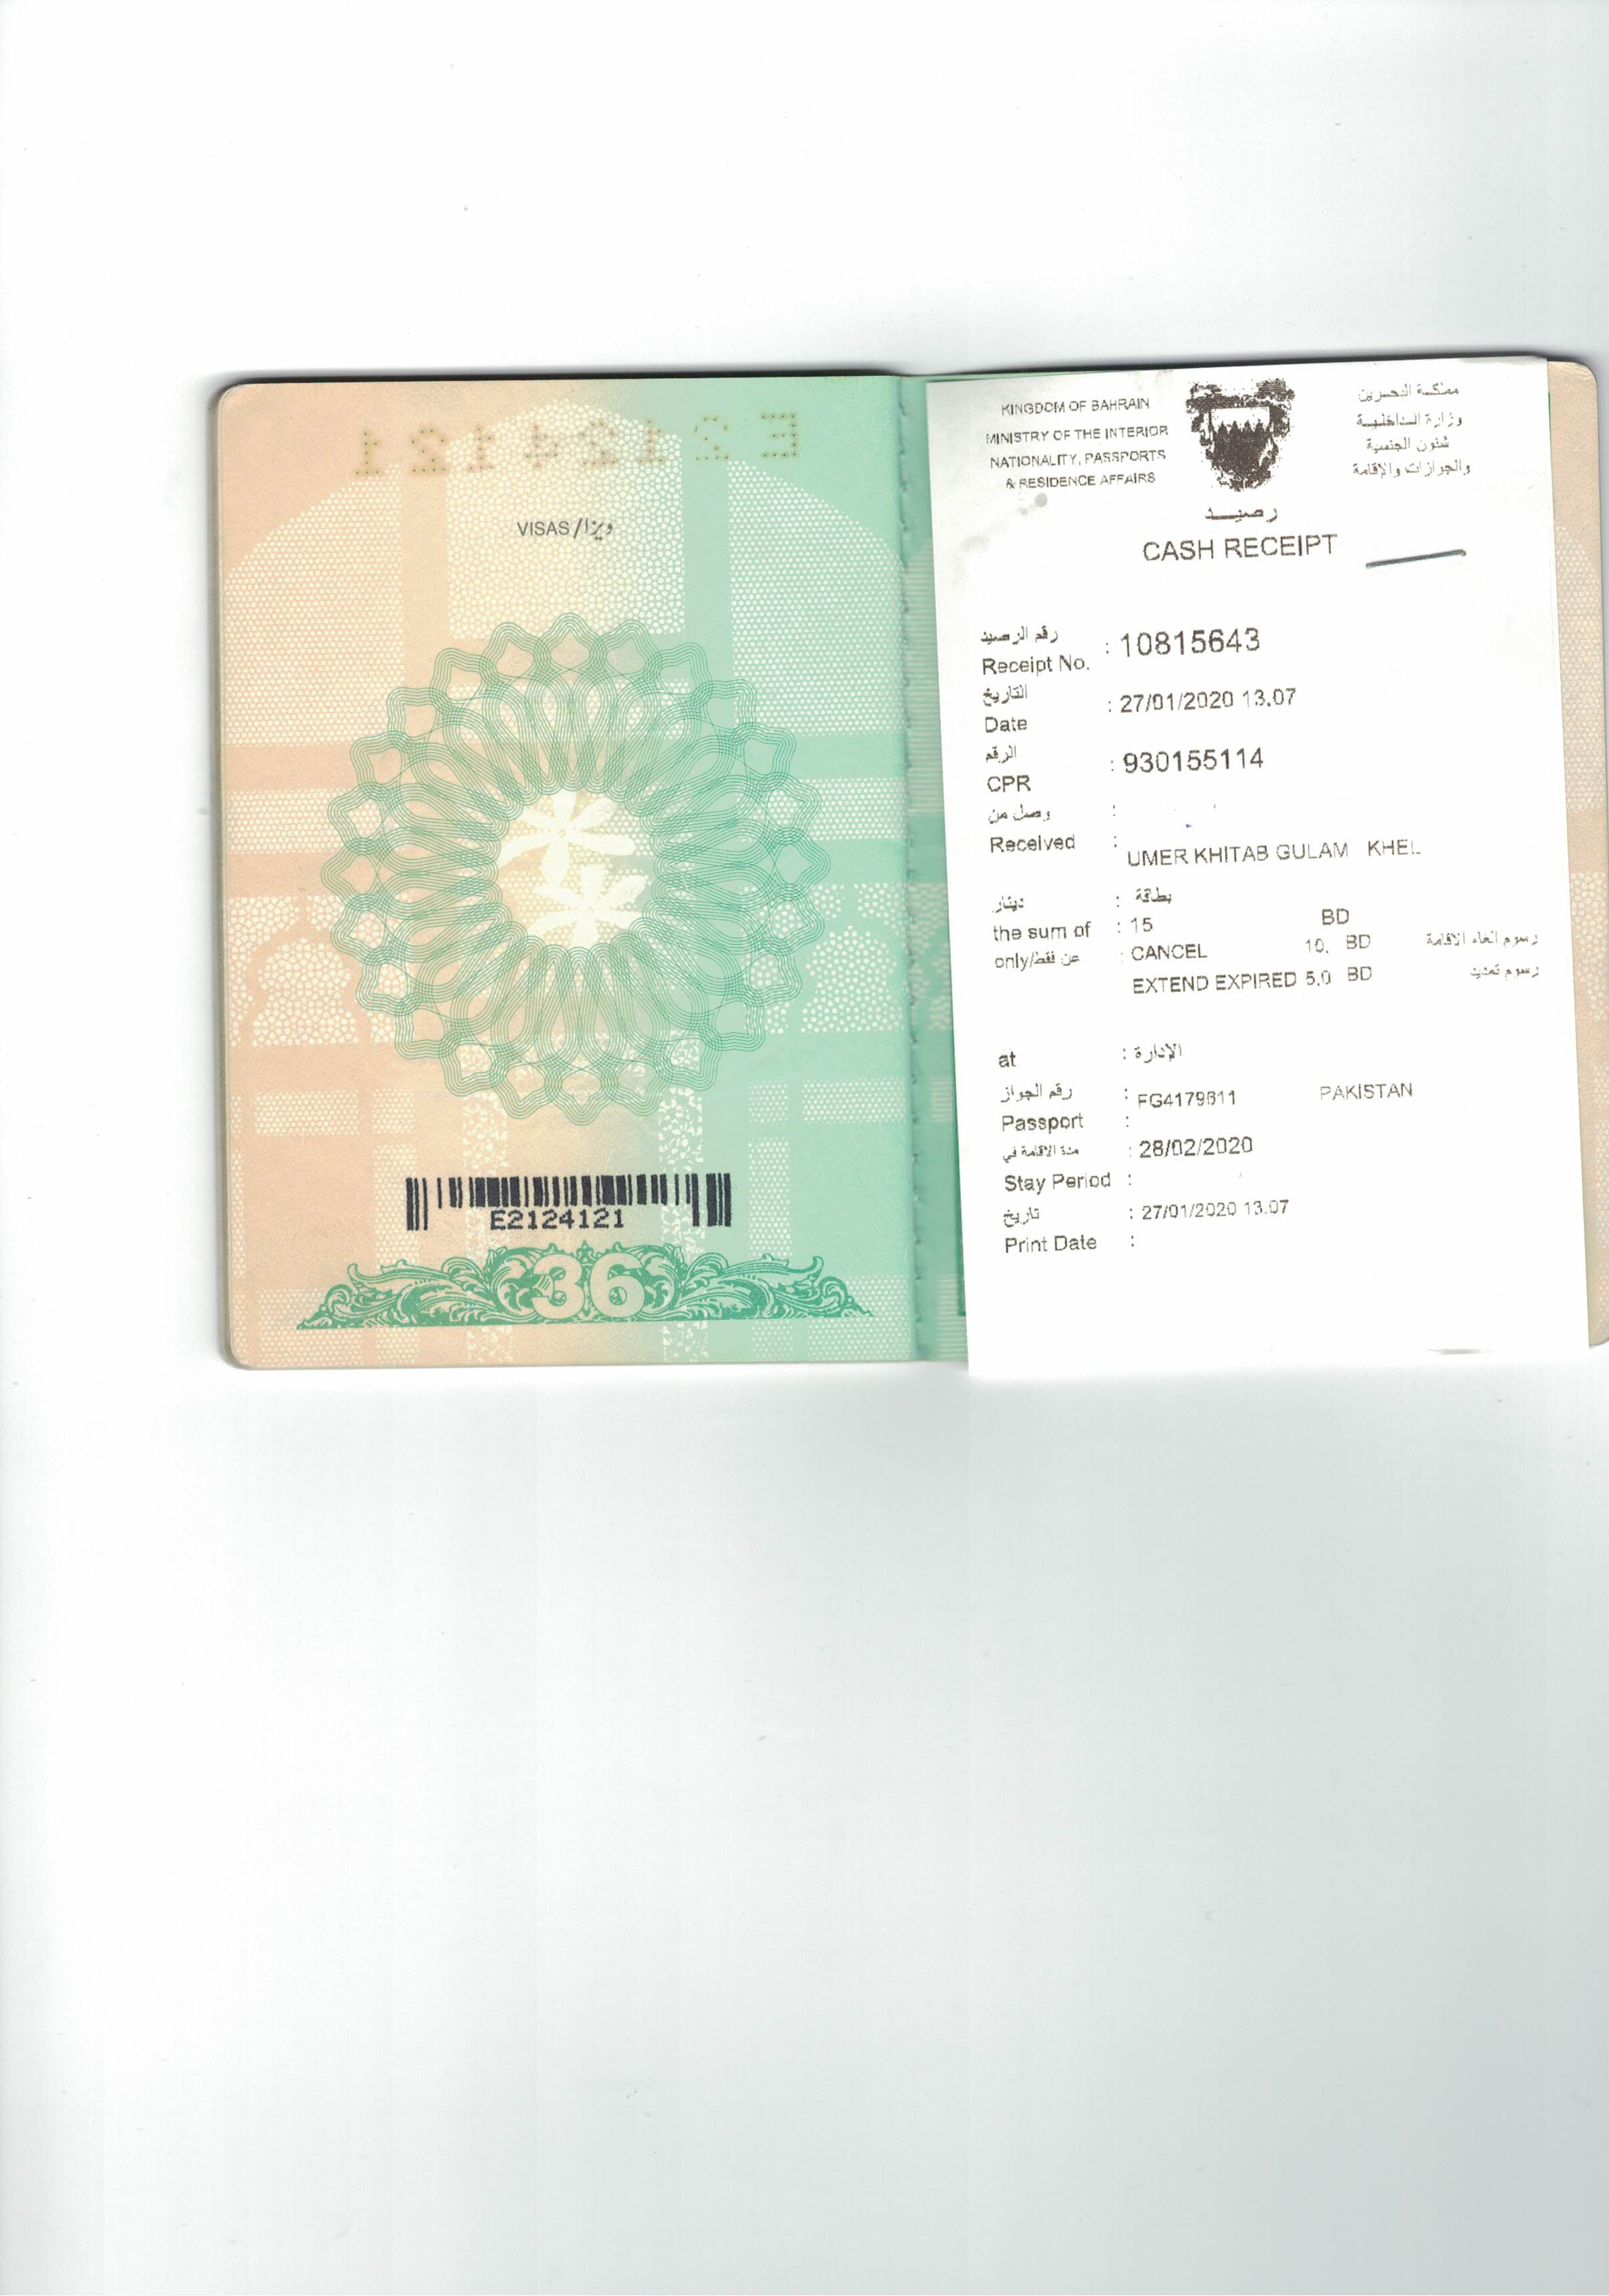 E2124121
VISAS/ویزا
E2124121
36
KINGDOM OF BAHRAIN
MINISTRY OF THE INTERIOR
NATIONALITY, PASSPORTS
& RESIDENCE AFFAIRS
مملكة البحرين
وزارة الداخلية
شئون الجنسية
والجوازات والإقامة
رصيد
CASH RECEIPT
رقم الرصيد
Receipt No. : 10815643
التاريخ
Date : 27/01/2020 13.07
الرقم
CPR : 930155114
وصل من :
Received : UMER KHITAB GULAM KHEL
دينار : بطاقة
the sum of : 15 BD
only/عن فقط : CANCEL 10. BD رسوم الغاء الاقامة
EXTEND EXPIRED 5.0 BD رسوم تمديد
at : الإدارة
رقم الجواز : FG4179811 PAKISTAN
Passport :
مدة الاقامة في : 28/02/2020
Stay Period :
تاريخ : 27/01/2020 13.07
Print Date :